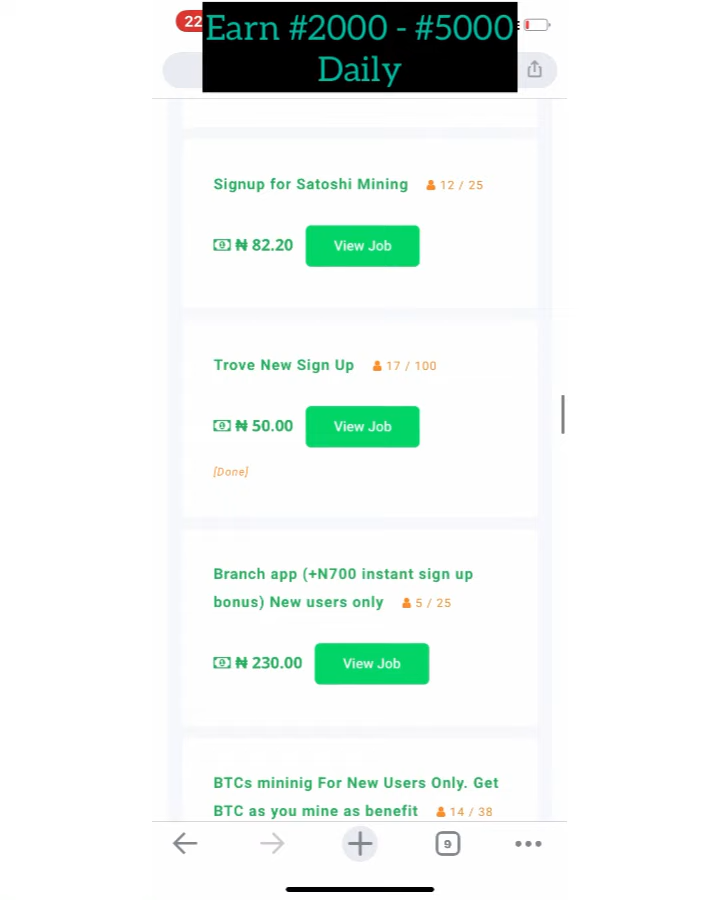 22
Earn #2000 - #5000
Daily
Signup for Satoshi Mining 12 / 25
₦ 82.20 View Job
Trove New Sign Up 17 / 100
₦ 50.00 View Job
[Done]
Branch app (+N700 instant sign up
bonus) New users only 5 / 25
₦ 230.00 View Job
BTCs mininig For New Users Only. Get
BTC as you mine as benefit 14 / 38
9